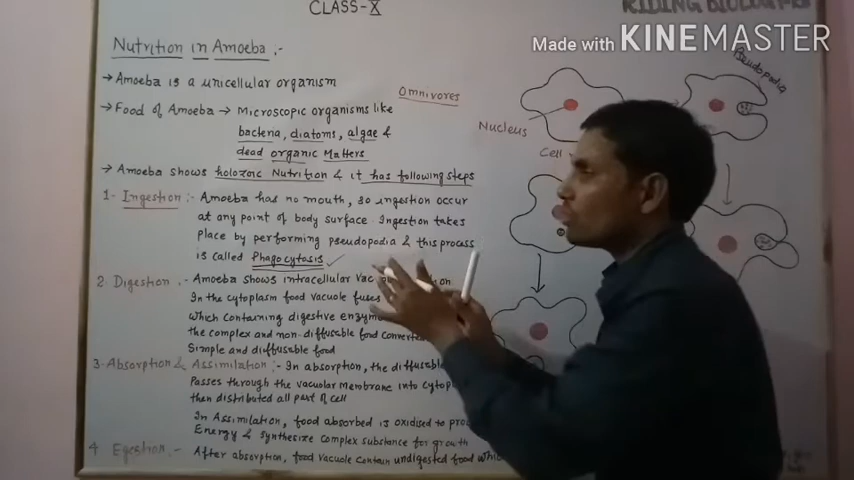 CLASS-X
RIDING BIOLOGY
Made with KINEMASTER
Nutrition in Amoeba :-
→ Amoeba is a unicellular organism
Omnivores
→ Food of Amoeba → Microscopic organisms like
bacteria, diatoms, algae &
dead organic Matters
→ Amoeba shows holozoic Nutrition & it has following steps
1- Ingestion :- Amoeba has no mouth, so ingestion occur
at any point of body surface. Ingestion takes
place by performing pseudopodia & this process
is called Phagocytosis ✓
2. Digestion :- Amoeba shows intracellular
In the cytoplasm food vacuole fuses
which containing digestive
the complex and non-diffusable food
Simple and diffusable food
3. Absorption & Assimilation :- In absorption, the
Passes through the vacuolar membrane into
then distributed all part of cell
In Assimilation, food absorbed is oxidised to
Energy & synthesize complex substance for growth
4 Egestion :- After absorption, food vacuole contain undigested food
Nucleus
Cell
Pseudopodia